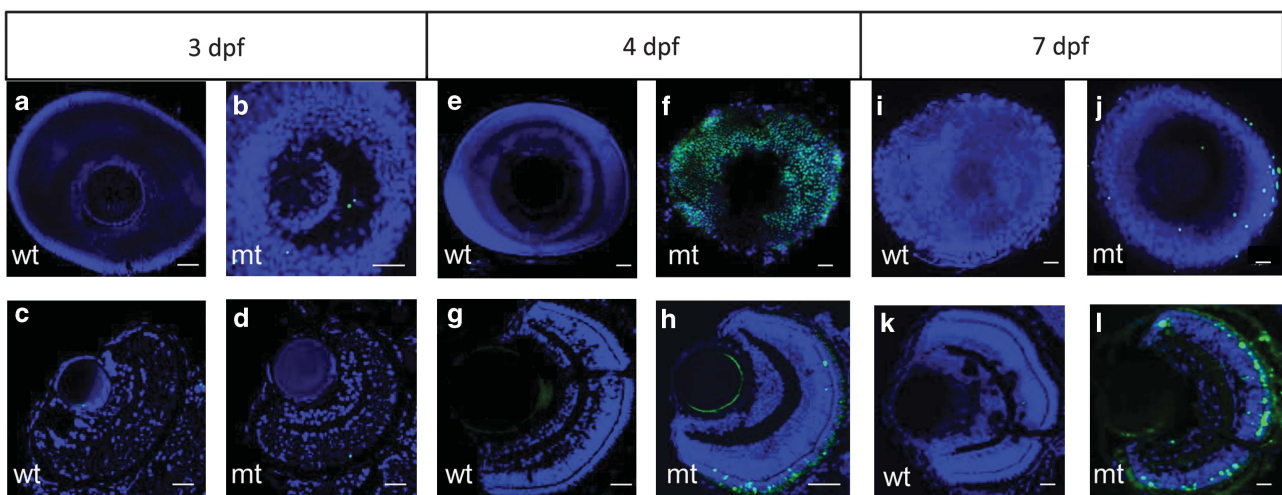 3 dpf 4 dpf 7 dpf
a b e f i j
wt mt wt mt wt mt
c d g h k l
wt mt wt mt wt mt